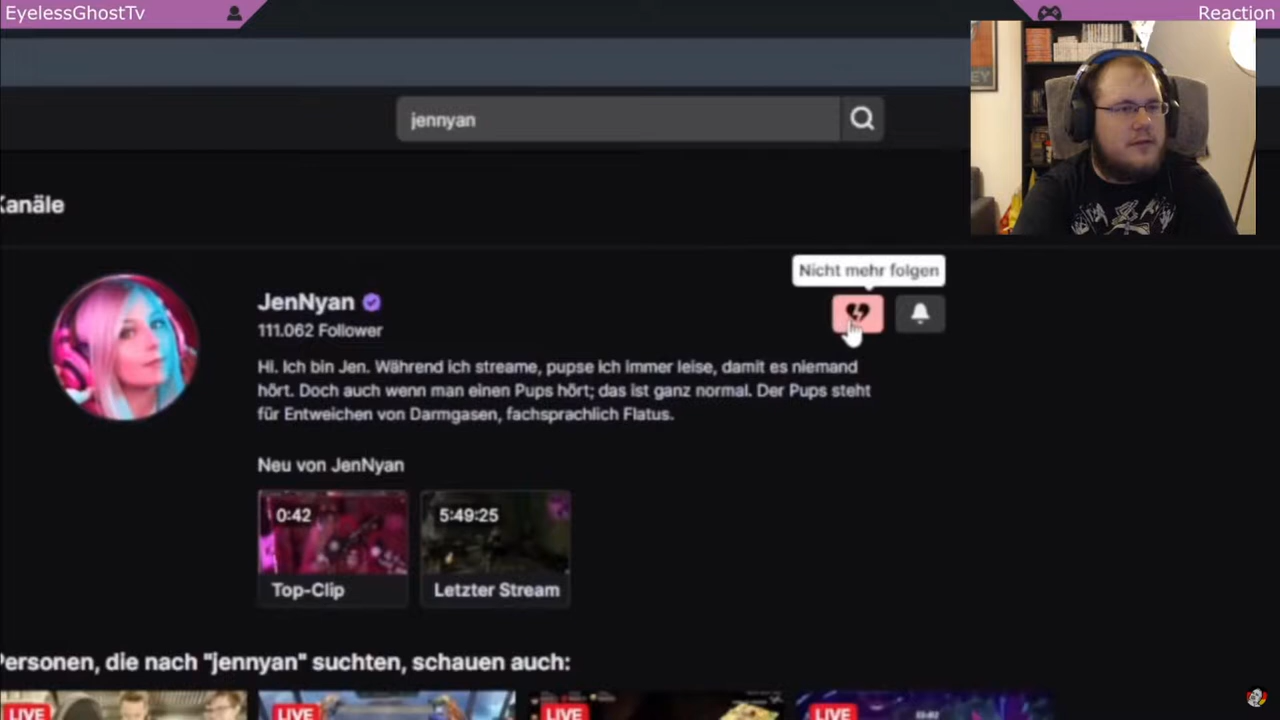 EyelessGhostTv
Reaction
jennyan
Kanäle
Nicht mehr folgen
JenNyan
111.062 Follower
Hi. Ich bin Jen. Während ich streame, pupse ich immer leise, damit es niemand
hört. Doch auch wenn man einen Pups hört; das ist ganz normal. Der Pups steht
für Entweichen von Darmgasen, fachsprachlich Flatus.
Neu von JenNyan
0:42
5:49:25
Top-Clip
Letzter Stream
Personen, die nach "jennyan" suchten, schauen auch:
LIVE
LIVE
LIVE
LIVE